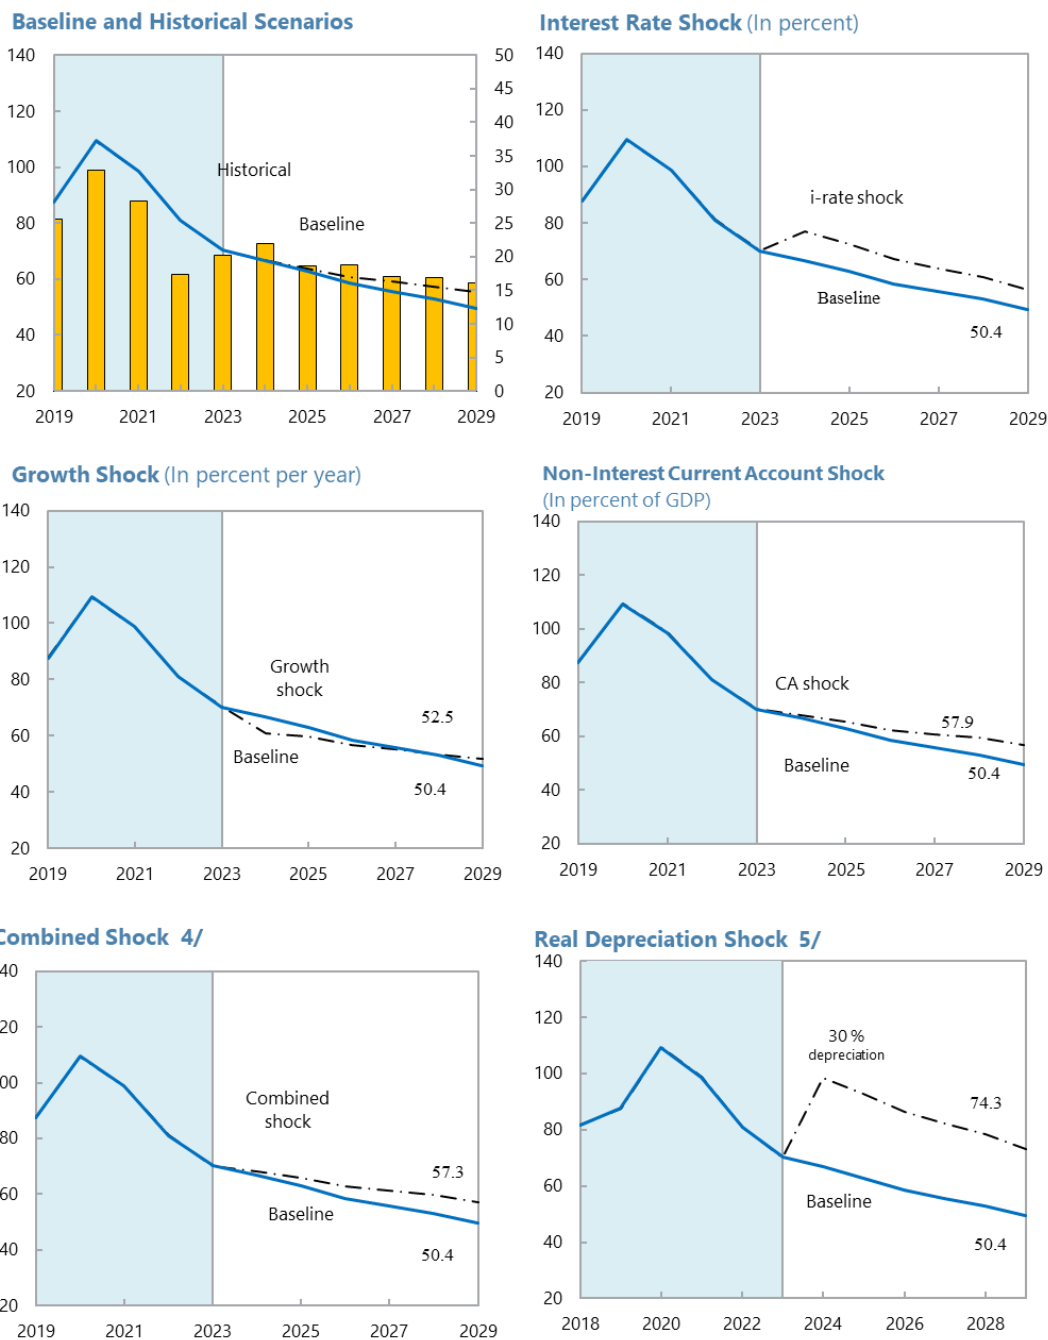 Baseline and Historical Scenarios
140
120
100
80
60
40
20
50
45
40
35
30
25
20
15
10
5
0
Historical
Baseline
2019 2021 2023 2025 2027 2029
Interest Rate Shock (In percent)
140
120
100
80
60
40
20
i-rate shock
Baseline
50.4
2019 2021 2023 2025 2027 2029
Growth Shock (In percent per year)
140
120
100
80
60
40
20
Growth
shock
52.5
Baseline
50.4
2019 2021 2023 2025 2027 2029
Non-Interest Current Account Shock
(In percent of GDP)
140
120
100
80
60
40
20
CA shock
57.9
Baseline
50.4
2019 2021 2023 2025 2027 2029
Combined Shock 4/
40
20
00
80
60
40
20
Combined
shock
57.3
Baseline
50.4
2019 2021 2023 2025 2027 2029
Real Depreciation Shock 5/
140
120
100
80
60
40
20
30 %
depreciation
74.3
Baseline
50.4
2018 2020 2022 2024 2026 2028